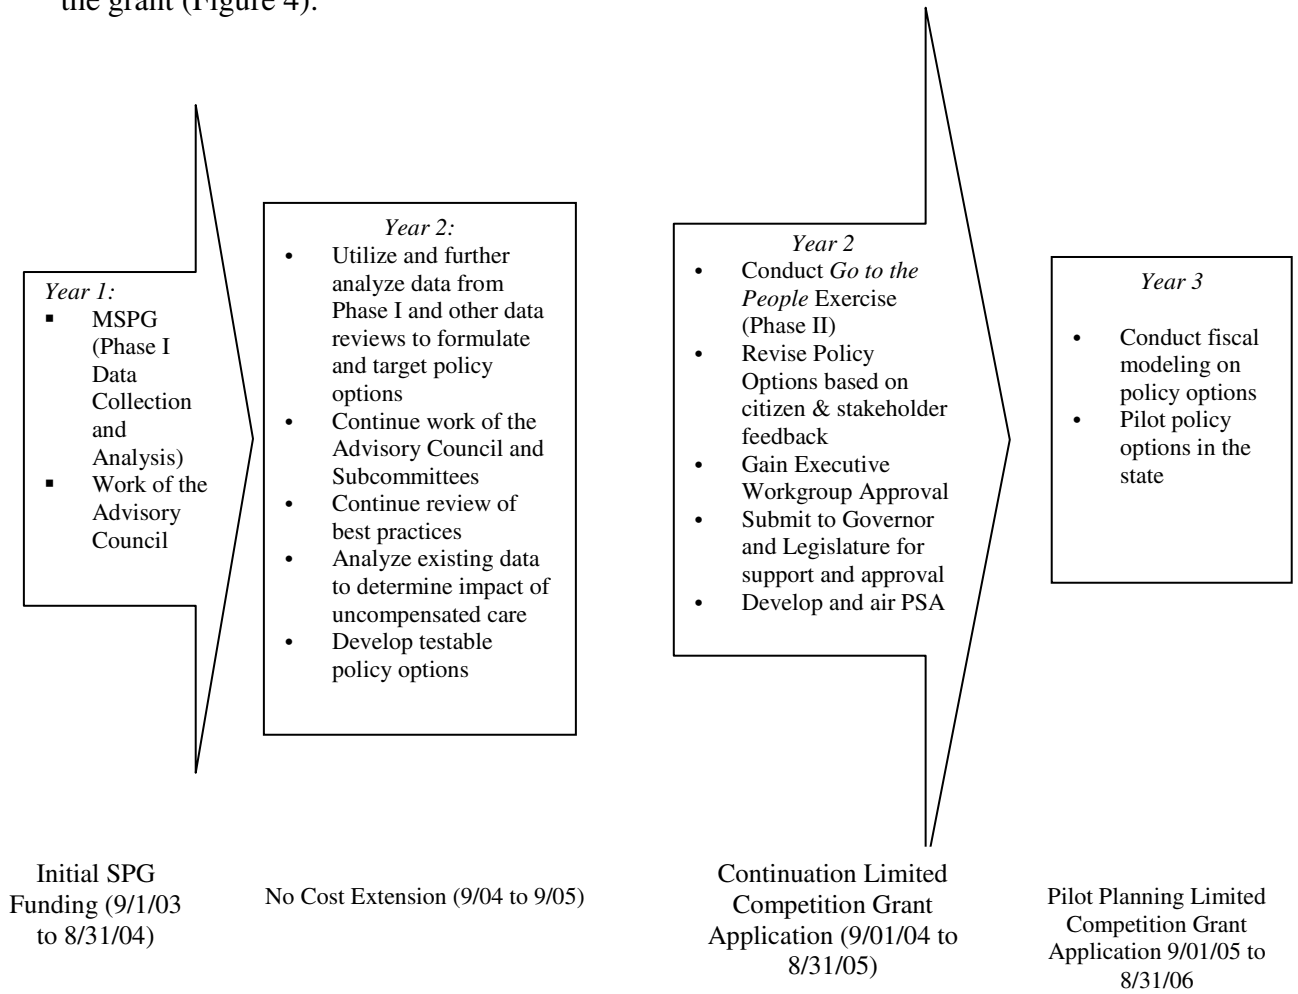 the grant (Figure 4).
Year 1:
▪ MSPG
(Phase I
Data
Collection
and
Analysis)
▪ Work of the
Advisory
Council
Year 2:
• Utilize and further
analyze data from
Phase I and other data
reviews to formulate
and target policy
options
• Continue work of the
Advisory Council and
Subcommittees
• Continue review of
best practices
• Analyze existing data
to determine impact of
uncompensated care
• Develop testable
policy options
Year 2
• Conduct Go to the
People Exercise
(Phase II)
• Revise Policy
Options based on
citizen & stakeholder
feedback
• Gain Executive
Workgroup Approval
• Submit to Governor
and Legislature for
support and approval
• Develop and air PSA
Year 3
• Conduct fiscal
modeling on
policy options
• Pilot policy
options in the
state
Initial SPG
Funding (9/1/03
to 8/31/04)
No Cost Extension (9/04 to 9/05)
Continuation Limited
Competition Grant
Application (9/01/04 to
8/31/05)
Pilot Planning Limited
Competition Grant
Application 9/01/05 to
8/31/06